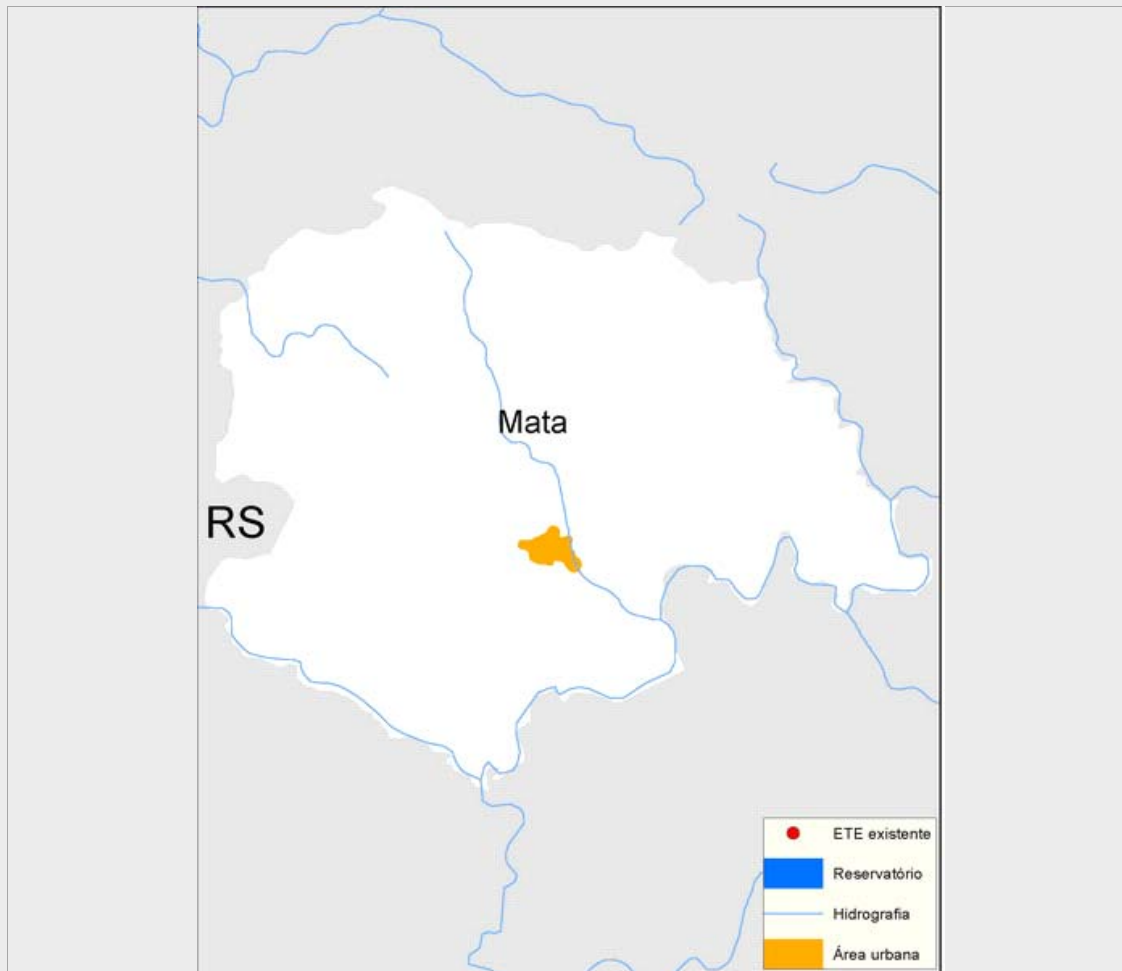 Mata
RS
ETE existente
Reservatório
Hidrografia
Área urbana